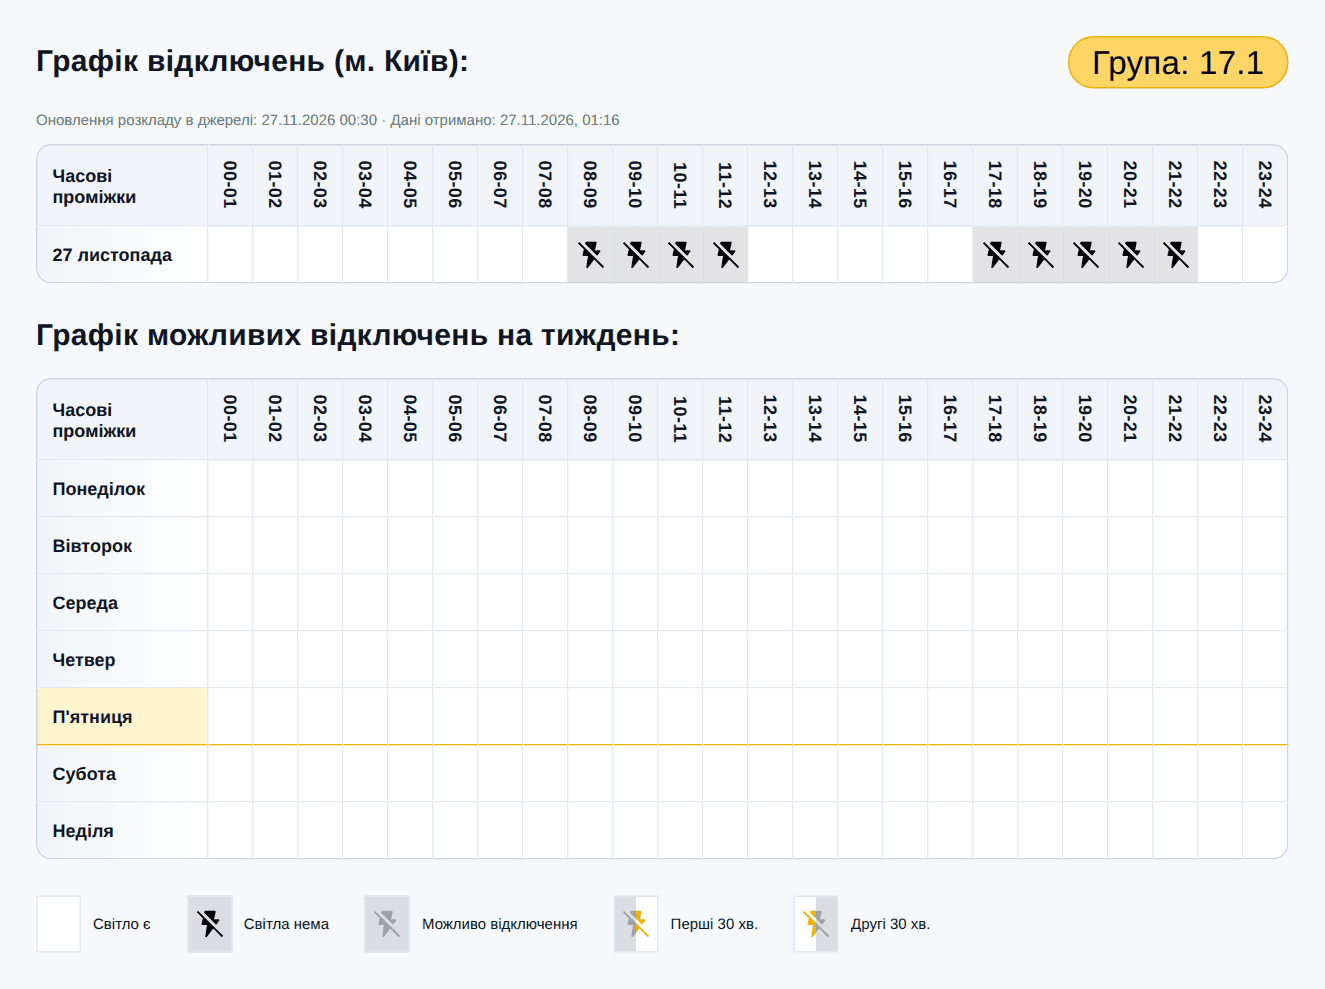 Графік відключень (м. Київ):
Група: 17.1
Оновлення розкладу в джерелі: 27.11.2026 00:30 · Дані отримано: 27.11.2026, 01:16
Часові проміжки 00-01 01-02 02-03 03-04 04-05 05-06 06-07 07-08 08-09 09-10 10-11 11-12 12-13 13-14 14-15 15-16 16-17 17-18 18-19 19-20 20-21 21-22 22-23 23-24
27 листопада
Графік можливих відключень на тиждень:
Часові проміжки 00-01 01-02 02-03 03-04 04-05 05-06 06-07 07-08 08-09 09-10 10-11 11-12 12-13 13-14 14-15 15-16 16-17 17-18 18-19 19-20 20-21 21-22 22-23 23-24
Понеділок
Вівторок
Середа
Четвер
П'ятниця
Субота
Неділя
Світло є Світла нема Можливо відключення Перші 30 хв. Другі 30 хв.